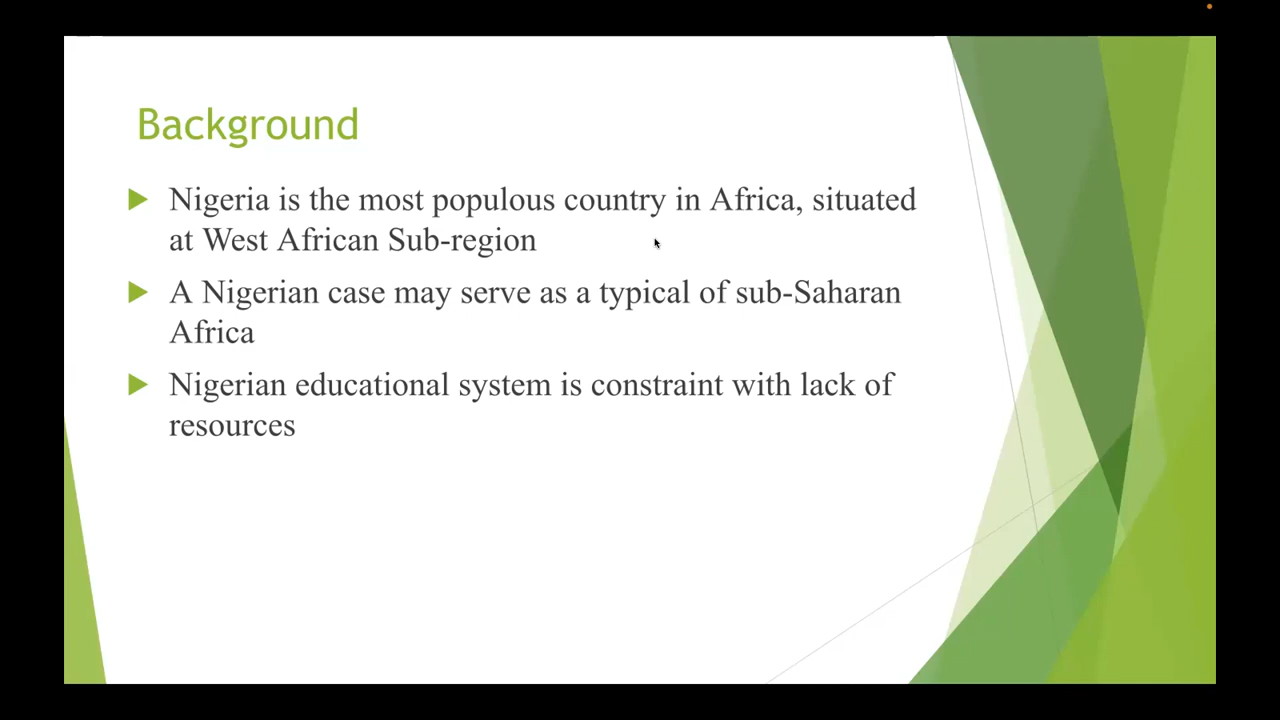 Background
Nigeria is the most populous country in Africa, situated
at West African Sub-region
A Nigerian case may serve as a typical of sub-Saharan
Africa
Nigerian educational system is constraint with lack of
resources